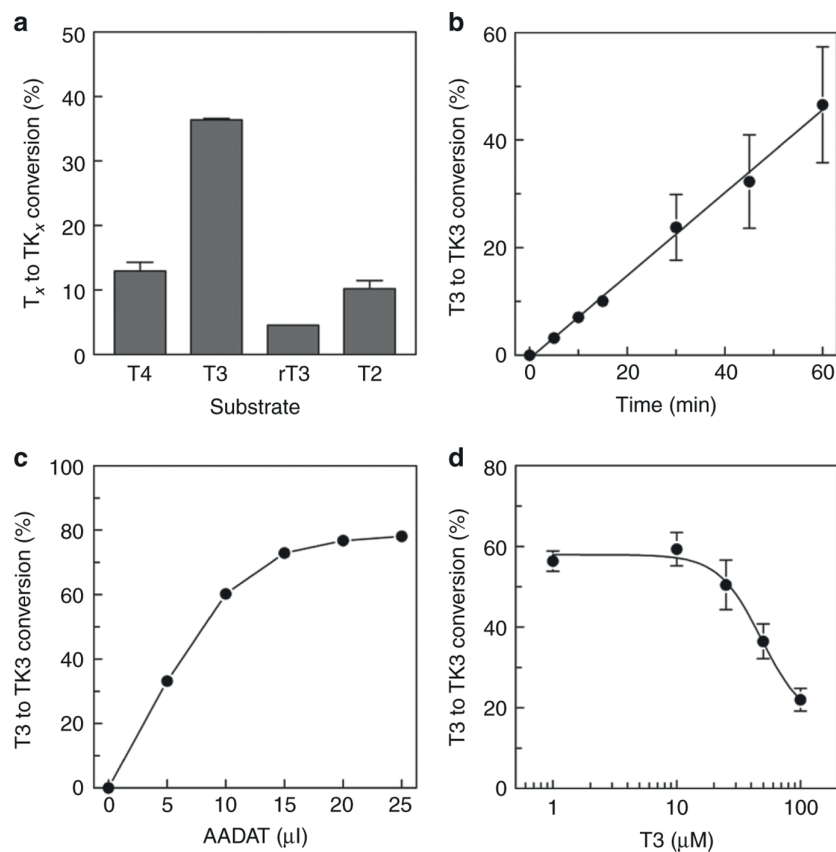 a
T𝑥 to TK𝑥 conversion (%)
50
40
30
20
10
0
T4 T3 rT3 T2
Substrate
b
T3 to TK3 conversion (%)
60
40
20
0
0 20 40 60
Time (min)
c
T3 to TK3 conversion (%)
100
80
60
40
20
0
0 5 10 15 20 25
AADAT (μl)
d
T3 to TK3 conversion (%)
80
60
40
20
0
1 10 100
T3 (μM)